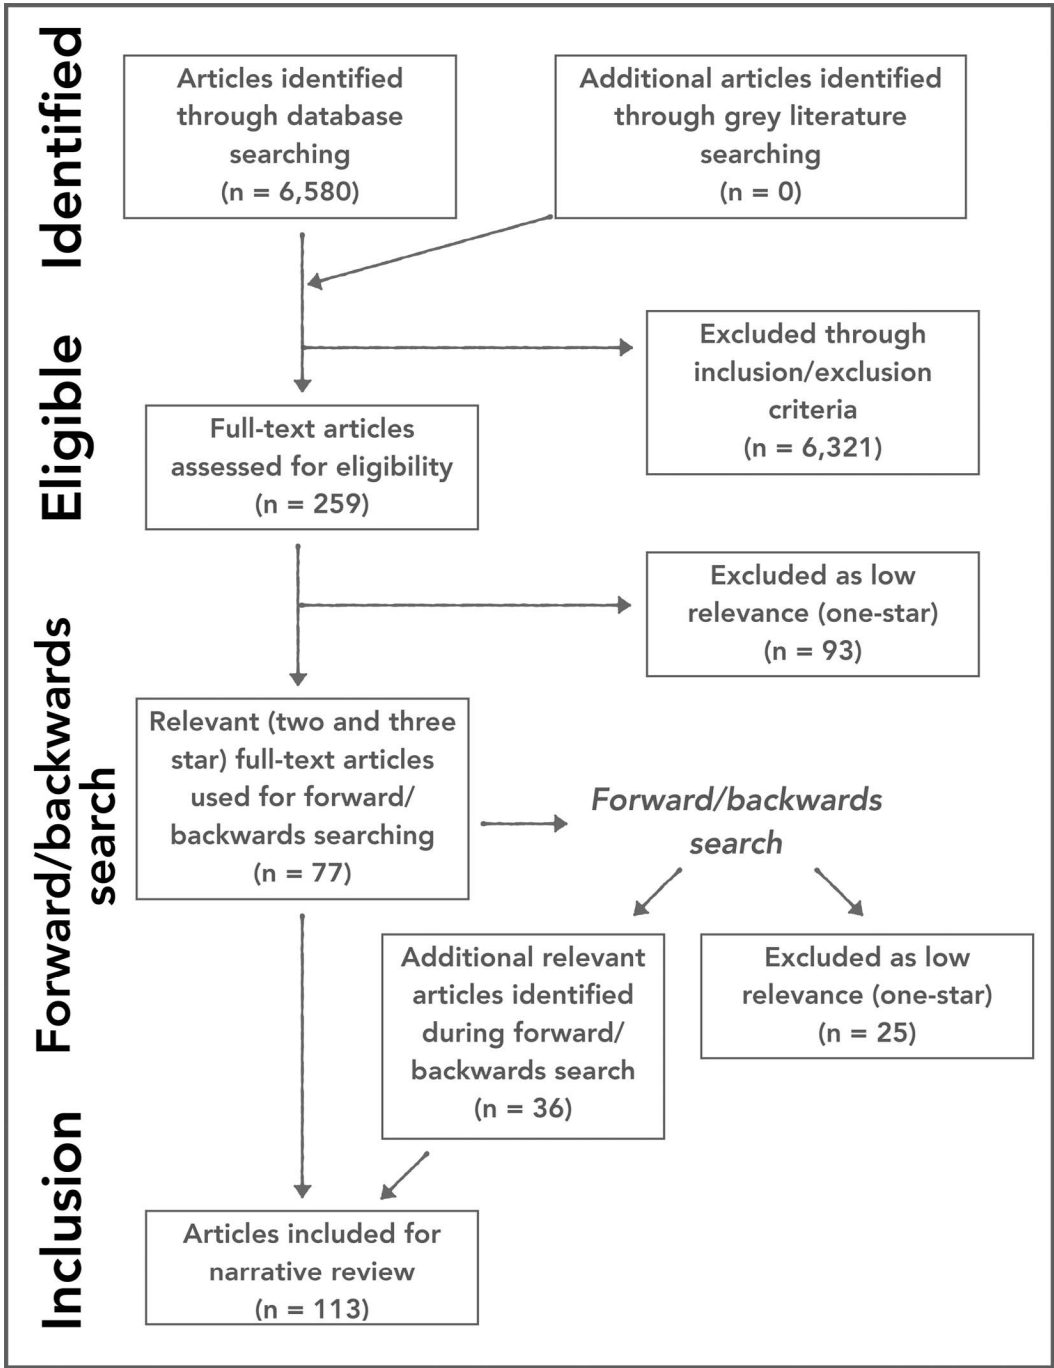 Identified
Articles identified
through database
searching
(n = 6,580)
Additional articles identified
through grey literature
searching
(n = 0)
Eligible
Excluded through
inclusion/exclusion
criteria
(n = 6,321)
Full-text articles
assessed for eligibility
(n = 259)
Excluded as low
relevance (one-star)
(n = 93)
Forward/backwards
search
Relevant (two and three
star) full-text articles
used for forward/
backwards searching
(n = 77)
Forward/backwards
search
Additional relevant
articles identified
during forward/
backwards search
(n = 36)
Excluded as low
relevance (one-star)
(n = 25)
Inclusion
Articles included for
narrative review
(n = 113)